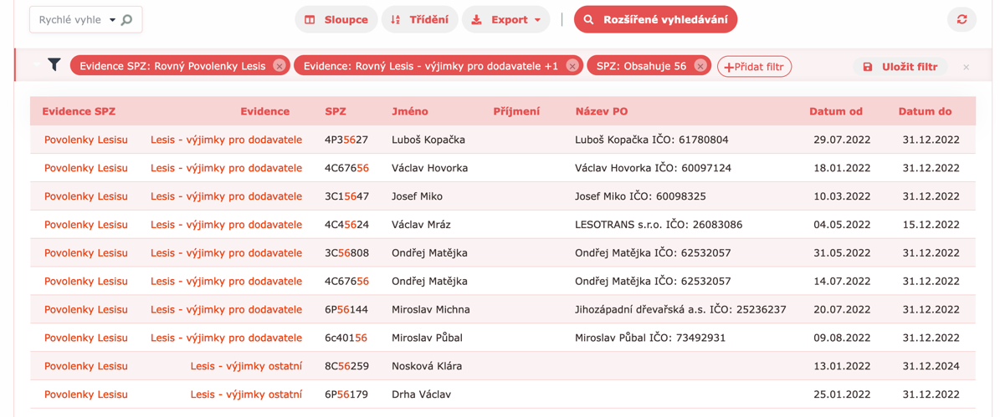 Rychlé vyhle
Sloupce Třídění Export Rozšířené vyhledávání
Evidence SPZ: Rovný Povolenky Lesis Evidence: Rovný Lesis - výjimky pro dodavatele +1 SPZ: Obsahuje 56 +Přidat filtr Uložit filtr ×
Evidence SPZ Evidence SPZ Jméno Příjmení Název PO Datum od Datum do
Povolenky Lesisu Lesis - výjimky pro dodavatele 4P35627 Luboš Kopačka Luboš Kopačka IČO: 61780804 29.07.2022 31.12.2022
Povolenky Lesisu Lesis - výjimky pro dodavatele 4C67656 Václav Hovorka Václav Hovorka IČO: 60097124 18.01.2022 31.12.2022
Povolenky Lesisu Lesis - výjimky pro dodavatele 3C15647 Josef Miko Josef Miko IČO: 60098325 10.03.2022 31.12.2022
Povolenky Lesisu Lesis - výjimky pro dodavatele 4C45624 Václav Mráz LESOTRANS s.r.o. IČO: 26083086 04.05.2022 15.12.2022
Povolenky Lesisu Lesis - výjimky pro dodavatele 3C56808 Ondřej Matějka Ondřej Matějka IČO: 62532057 31.05.2022 31.12.2022
Povolenky Lesisu Lesis - výjimky pro dodavatele 4C67656 Ondřej Matějka Ondřej Matějka IČO: 62532057 14.07.2022 31.12.2022
Povolenky Lesisu Lesis - výjimky pro dodavatele 6P56144 Miroslav Michna Jihozápadní dřevařská a.s. IČO: 25236237 20.07.2022 31.12.2022
Povolenky Lesisu Lesis - výjimky pro dodavatele 6c40156 Miroslav Půbal Miroslav Půbal IČO: 73492931 09.08.2022 31.12.2022
Povolenky Lesisu Lesis - výjimky ostatní 8C56259 Nosková Klára 13.01.2022 31.12.2024
Povolenky Lesisu Lesis - výjimky ostatní 6P56179 Drha Václav 25.01.2022 31.12.2022